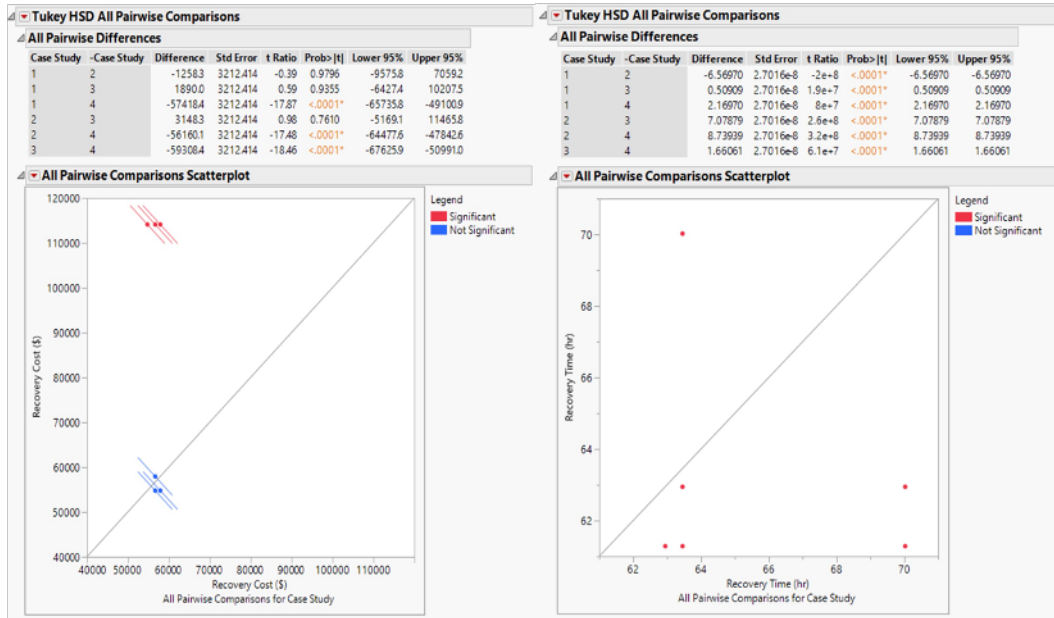 Tukey HSD All Pairwise Comparisons
All Pairwise Differences
Case Study -Case Study Difference Std Error t Ratio Prob>|t| Lower 95% Upper 95%
1 2 -1258.3 3212.414 -0.39 0.9796 -9575.8 7059.2
1 3 1890.0 3212.414 0.59 0.9355 -6427.4 10207.5
1 4 -57418.4 3212.414 -17.87 <.0001* -65735.8 -49100.9
2 3 3148.3 3212.414 0.98 0.7610 -5169.1 11465.8
2 4 -56160.1 3212.414 -17.48 <.0001* -64477.6 -47842.6
3 4 -59308.4 3212.414 -18.46 <.0001* -67625.9 -50991.0
All Pairwise Comparisons Scatterplot
Legend
Significant
Not Significant
120000
110000
100000
90000
80000
70000
60000
50000
40000
Recovery Cost ($)
40000 50000 60000 70000 80000 90000 100000 110000
Recovery Cost ($)
All Pairwise Comparisons for Case Study
Tukey HSD All Pairwise Comparisons
All Pairwise Differences
Case Study -Case Study Difference Std Error t Ratio Prob>|t| Lower 95% Upper 95%
1 2 -6.56970 2.7016e-8 -2e+8 <.0001* -6.56970 -6.56970
1 3 0.50909 2.7016e-8 1.9e+7 <.0001* 0.50909 0.50909
1 4 2.16970 2.7016e-8 8e+7 <.0001* 2.16970 2.16970
2 3 7.07879 2.7016e-8 2.6e+8 <.0001* 7.07879 7.07879
2 4 8.73939 2.7016e-8 3.2e+8 <.0001* 8.73939 8.73939
3 4 1.66061 2.7016e-8 6.1e+7 <.0001* 1.66061 1.66061
All Pairwise Comparisons Scatterplot
Legend
Significant
Not Significant
70
68
66
64
62
Recovery Time (hr)
62 64 66 68 70
Recovery Time (hr)
All Pairwise Comparisons for Case Study